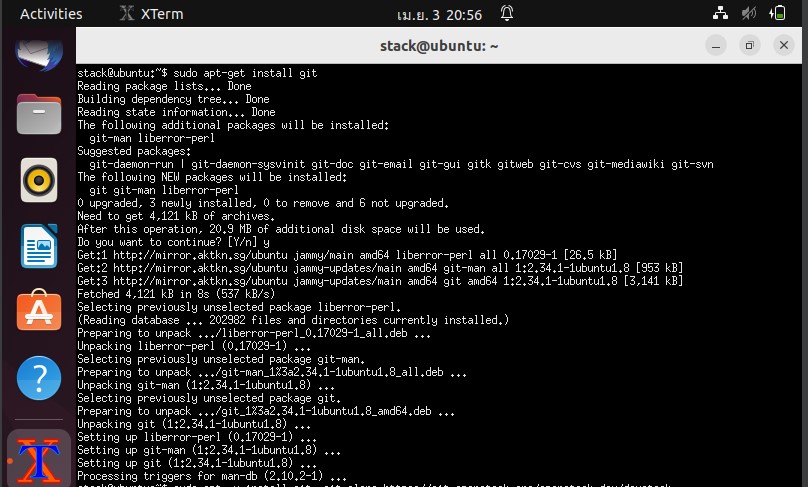 Activities
XTerm
เม.ย. 3 20:56
stack@ubuntu: ~
stack@ubuntu:~$ sudo apt-get install git
Reading package lists... Done
Building dependency tree... Done
Reading state information... Done
The following additional packages will be installed:
git-man liberror-perl
Suggested packages:
git-daemon-run | git-daemon-sysvinit git-doc git-email git-gui gitk gitweb git-cvs git-mediawiki git-svn
The following NEW packages will be installed:
git git-man liberror-perl
0 upgraded, 3 newly installed, 0 to remove and 6 not upgraded.
Need to get 4,121 kB of archives.
After this operation, 20.9 MB of additional disk space will be used.
Do you want to continue? [Y/n] y
Get:1 http://mirror.aktkn.sg/ubuntu jammy/main amd64 liberror-perl all 0.17029-1 [26.5 kB]
Get:2 http://mirror.aktkn.sg/ubuntu jammy-updates/main amd64 git-man all 1:2.34.1-1ubuntu1.8 [953 kB]
Get:3 http://mirror.aktkn.sg/ubuntu jammy-updates/main amd64 git amd64 1:2.34.1-1ubuntu1.8 [3,141 kB]
Fetched 4,121 kB in 8s (537 kB/s)
Selecting previously unselected package liberror-perl.
(Reading database ... 202982 files and directories currently installed.)
Preparing to unpack .../liberror-perl_0.17029-1_all.deb ...
Unpacking liberror-perl (0.17029-1) ...
Selecting previously unselected package git-man.
Preparing to unpack .../git-man_1%3a2.34.1-1ubuntu1.8_all.deb ...
Unpacking git-man (1:2.34.1-1ubuntu1.8) ...
Selecting previously unselected package git.
Preparing to unpack .../git_1%3a2.34.1-1ubuntu1.8_amd64.deb ...
Unpacking git (1:2.34.1-1ubuntu1.8) ...
Setting up liberror-perl (0.17029-1) ...
Setting up git-man (1:2.34.1-1ubuntu1.8) ...
Setting up git (1:2.34.1-1ubuntu1.8) ...
Processing triggers for man-db (2.10.2-1) ...